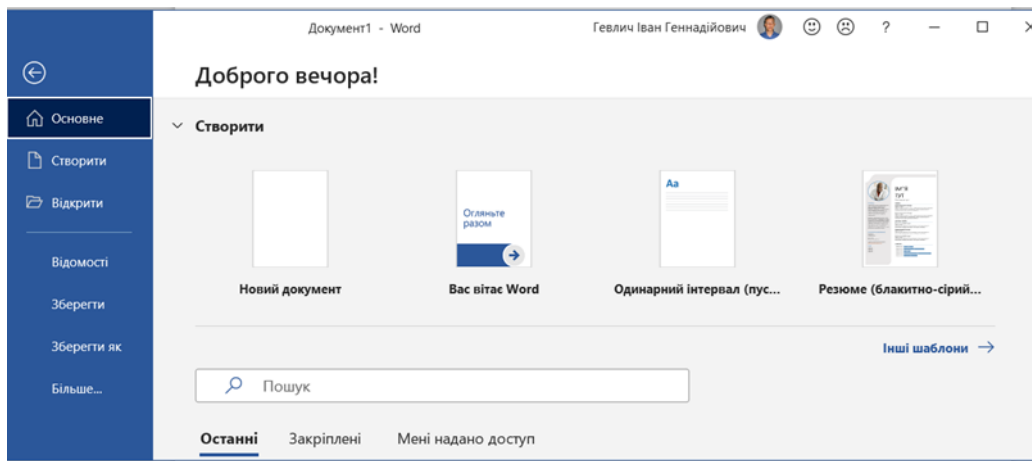 Документ1 - Word
Гевлич Іван Геннадійович
?
Доброго вечора!
Основне
Створити
Відкрити
Відомості
Зберегти
Зберегти як
Більше...
Створити
Aa
Огляньте
разом
Новий документ
Вас вітає Word
Одинарний інтервал (пус...
Резюме (блакитно-сірий...
Інші шаблони
Пошук
Останні Закріплені Мені надано доступ